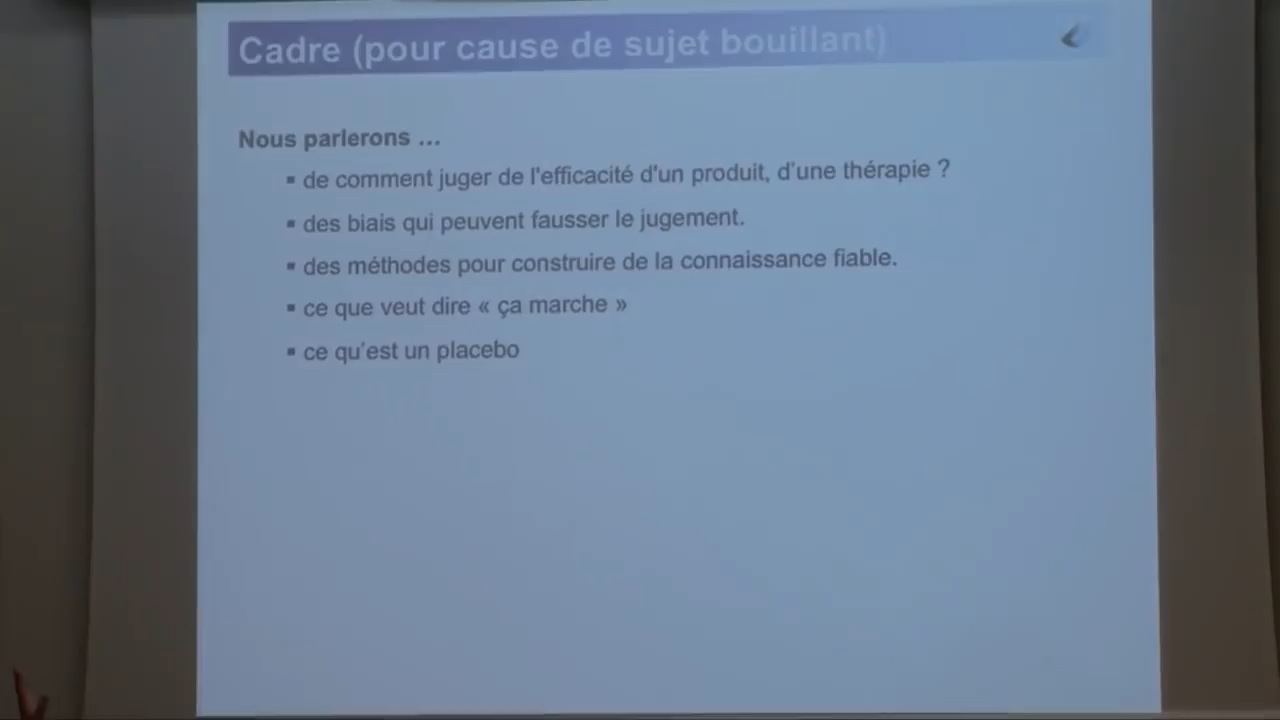 Cadre (pour cause de sujet bouillant)
Nous parlerons ...
▪ de comment juger de l'efficacité d'un produit, d'une thérapie ?
▪ des biais qui peuvent fausser le jugement.
▪ des méthodes pour construire de la connaissance fiable.
▪ ce que veut dire « ça marche »
▪ ce qu'est un placebo